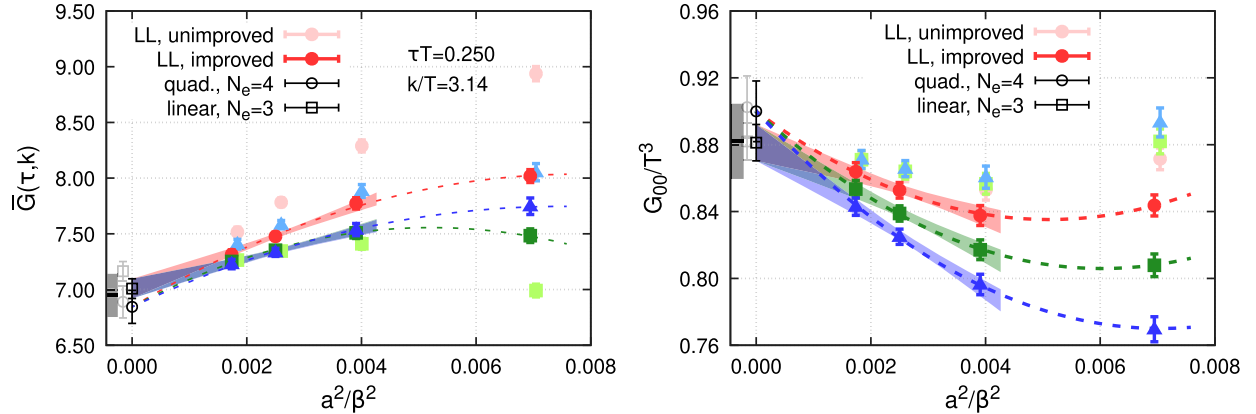 9.50
9.00
8.50
8.00
7.50
7.00
6.50
G̅(τ,k)
LL, unimproved
LL, improved
quad., Nₑ=4
linear, Nₑ=3
τT=0.250
k/T=3.14
0.000 0.002 0.004 0.006 0.008
a²/β²
0.96
0.92
0.88
0.84
0.80
0.76
G₀₀/T³
LL, unimproved
LL, improved
quad., Nₑ=4
linear, Nₑ=3
0.000 0.002 0.004 0.006 0.008
a²/β²